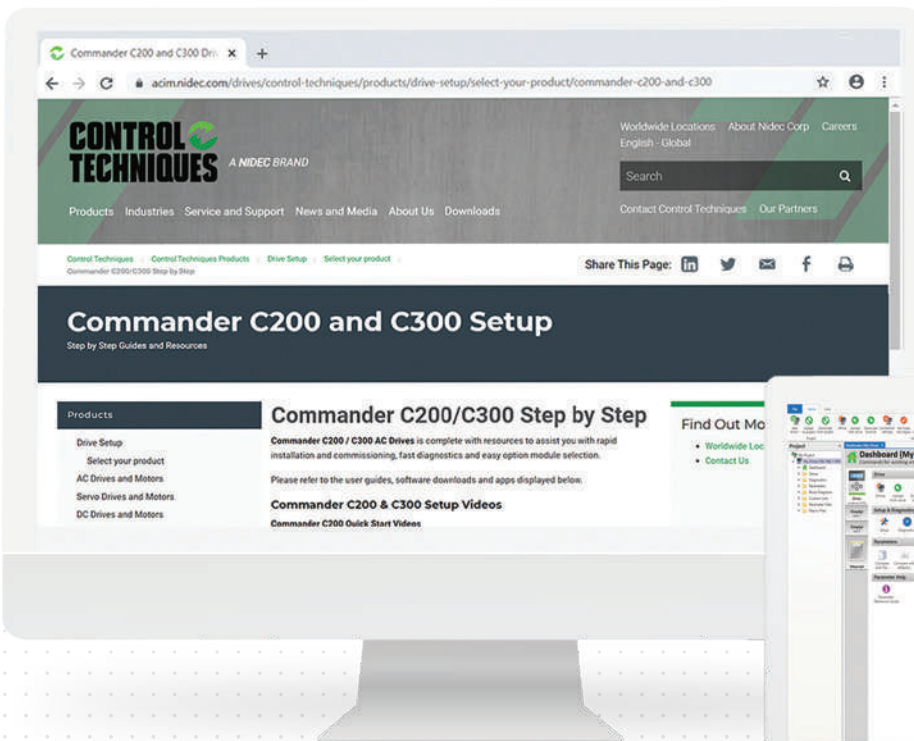 Commander C200 and C300 Dri
acim.nidec.com/drives/control-techniques/products/drive-setup/select-your-product/commander-c200-and-c300
CONTROL
TECHNIQUES
A NIDEC BRAND
Worldwide Locations About Nidec Corp Careers
English - Global
Search
Products Industries Service and Support News and Media About Us Downloads
Contact Control Techniques Our Partners
Control Techniques Control Techniques Products Drive Setup Select your product
Commander C200/C300 Step by Step
Share This Page:
Commander C200 and C300 Setup
Step by Step Guides and Resources
Products
Drive Setup
Select your product
AC Drives and Motors
Servo Drives and Motors
DC Drives and Motors
Commander C200/C300 Step by Step
Commander C200 / C300 AC Drives is complete with resources to assist you with rapid
installation and commissioning, fast diagnostics and easy option module selection.
Please refer to the user guides, software downloads and apps displayed below.
Commander C200 & C300 Setup Videos
Commander C200 Quick Start Videos
Find Out Mo
Worldwide Loc
Contact Us
Project
Dashboard (My
Drive
Setup & Diagnosti
Parameters
Parameter Help